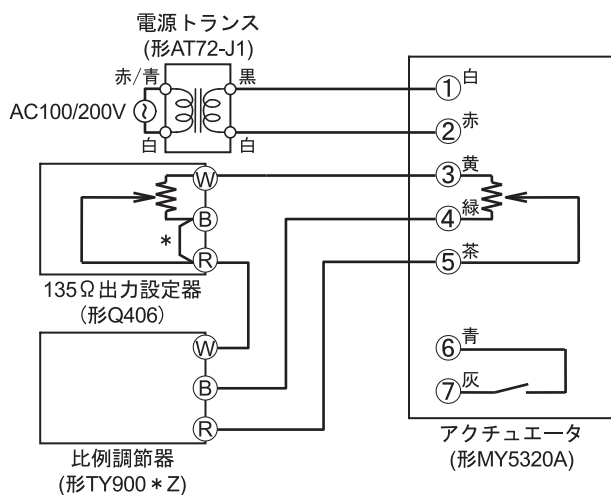 電源トランス
(形AT72-J1)
赤/青
黒
AC100/200V
白
白
① 白
② 赤
③ 黄
④ 緑
⑤ 茶
⑥ 青
⑦ 灰
W
B
*
R
135Ω出力設定器
(形Q406)
W
B
R
比例調節器
(形TY900*Z)
アクチュエータ
(形MY5320A)